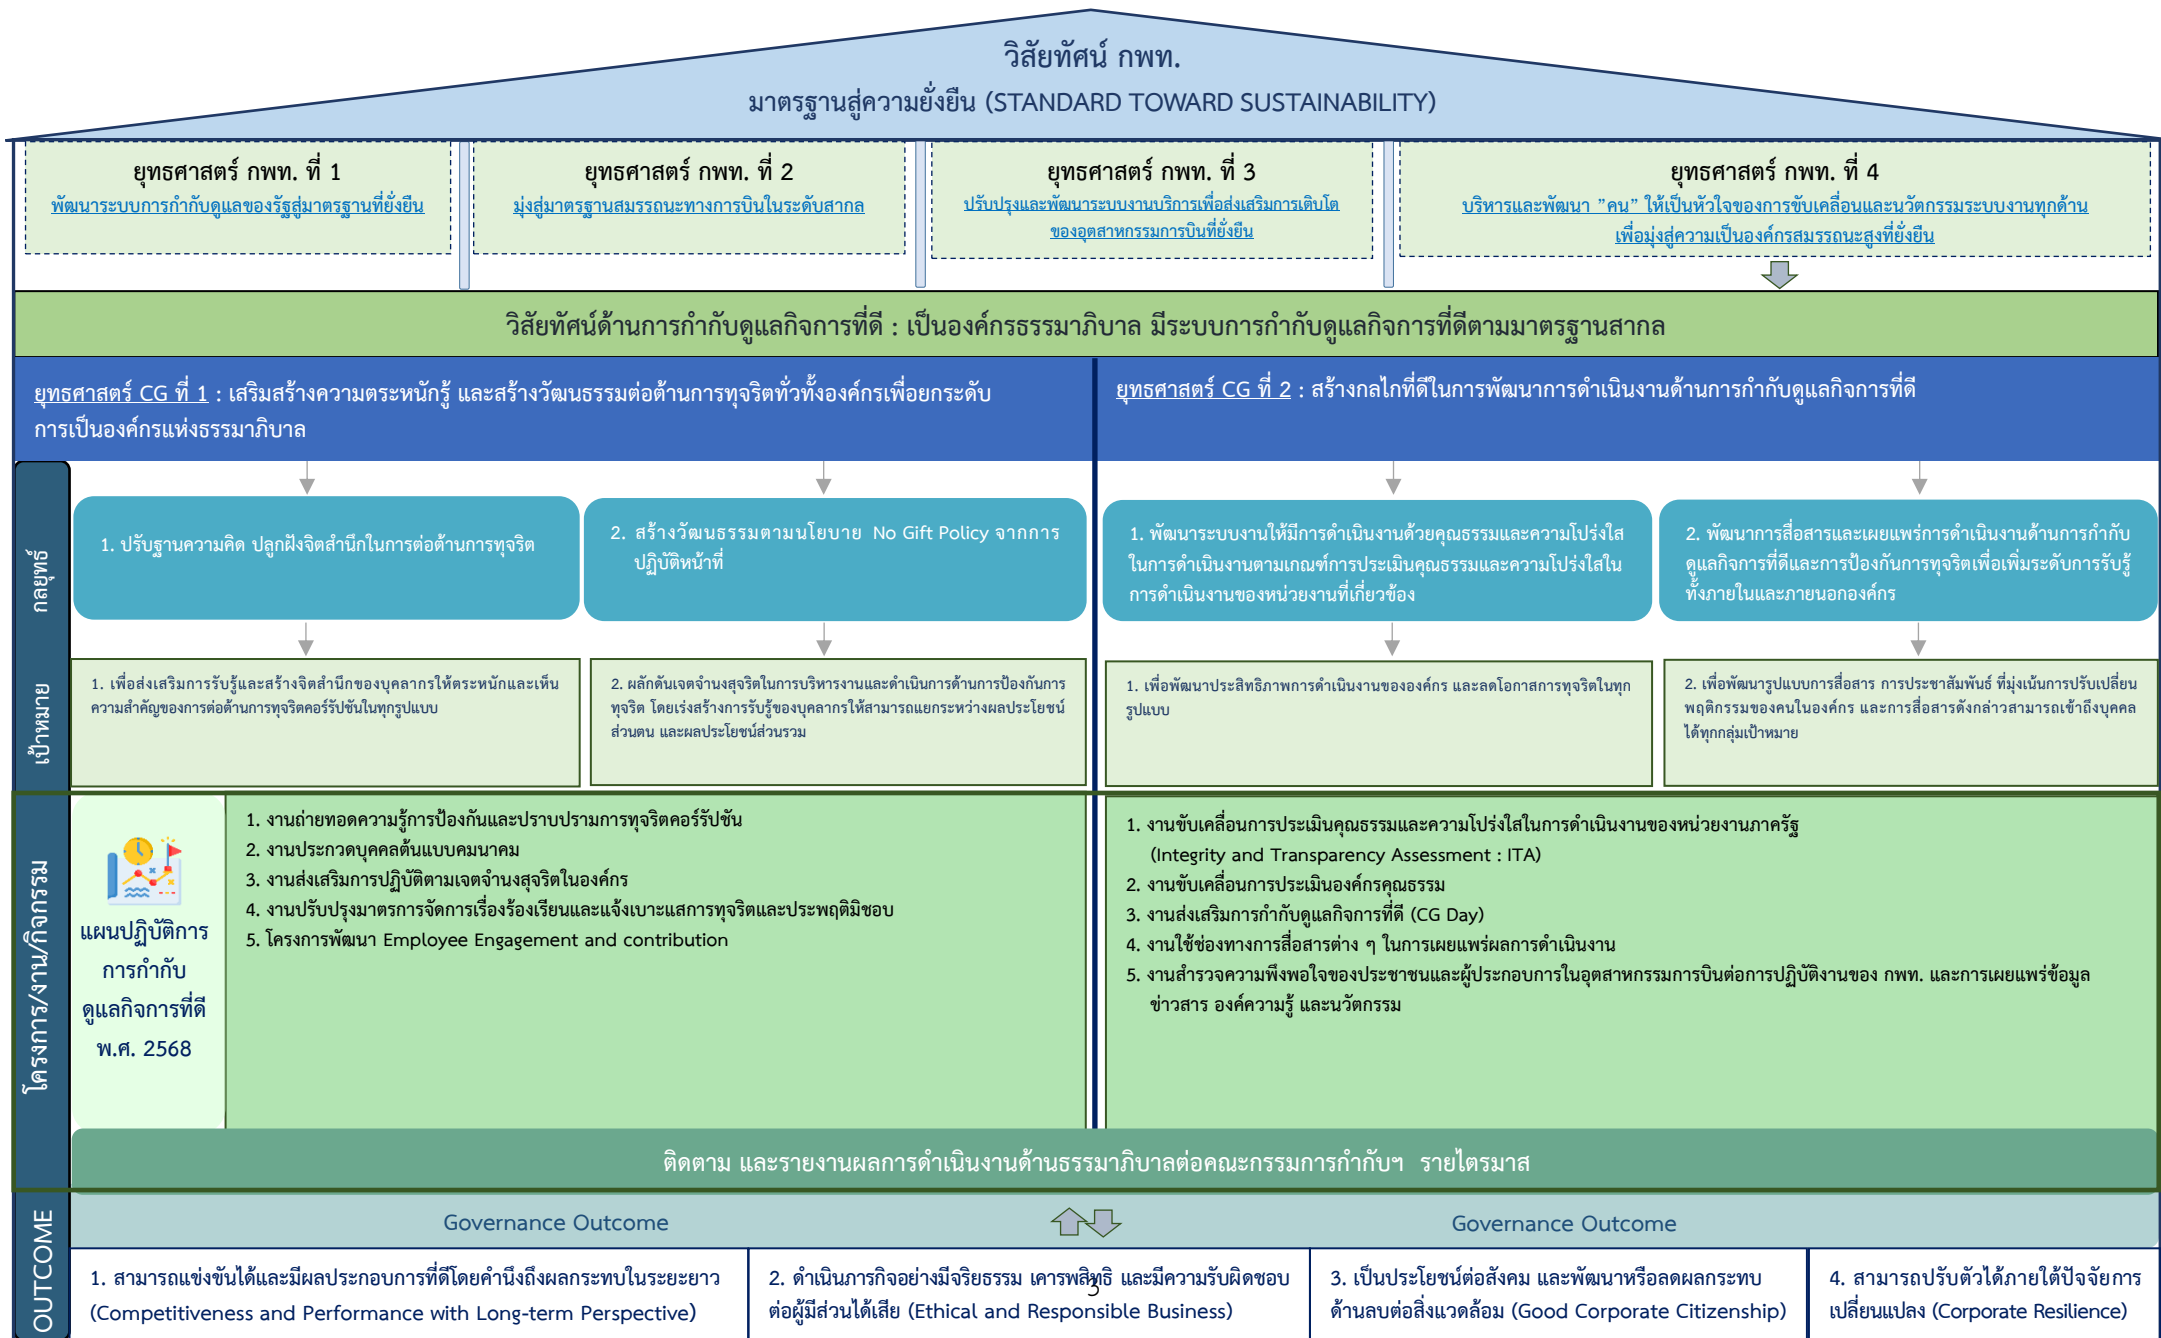 วิสัยทัศน์ กพท.
มาตรฐานสู่ความยั่งยืน (STANDARD TOWARD SUSTAINABILITY)
ยุทธศาสตร์ กพท. ที่ 1
พัฒนาระบบการกำกับดูแลของรัฐสู่มาตรฐานที่ยั่งยืน
ยุทธศาสตร์ กพท. ที่ 2
มุ่งสู่มาตรฐานสมรรถนะทางการบินในระดับสากล
ยุทธศาสตร์ กพท. ที่ 3
ปรับปรุงและพัฒนาระบบงานบริการเพื่อส่งเสริมการเติบโต
ของอุตสาหกรรมการบินที่ยั่งยืน
ยุทธศาสตร์ กพท. ที่ 4
บริหารและพัฒนา ”คน” ให้เป็นหัวใจของการขับเคลื่อนและนวัตกรรมระบบงานทุกด้าน
เพื่อมุ่งสู่ความเป็นองค์กรสมรรถนะสูงที่ยั่งยืน
วิสัยทัศน์ด้านการกำกับดูแลกิจการที่ดี : เป็นองค์กรธรรมาภิบาล มีระบบการกำกับดูแลกิจการที่ดีตามมาตรฐานสากล
ยุทธศาสตร์ CG ที่ 1 : เสริมสร้างความตระหนักรู้ และสร้างวัฒนธรรมต่อต้านการทุจริตทั่วทั้งองค์กรเพื่อยกระดับ
การเป็นองค์กรแห่งธรรมาภิบาล
ยุทธศาสตร์ CG ที่ 2 : สร้างกลไกที่ดีในการพัฒนาการดำเนินงานด้านการกำกับดูแลกิจการที่ดี
กลยุทธ์
1. ปรับฐานความคิด ปลูกฝังจิตสำนึกในการต่อต้านการทุจริต
2. สร้างวัฒนธรรมตามนโยบาย No Gift Policy จากการ
ปฏิบัติหน้าที่
1. พัฒนาระบบงานให้มีการดำเนินงานด้วยคุณธรรมและความโปร่งใส
ในการดำเนินงานตามเกณฑ์การประเมินคุณธรรมและความโปร่งใสใน
การดำเนินงานของหน่วยงานที่เกี่ยวข้อง
2. พัฒนาการสื่อสารและเผยแพร่การดำเนินงานด้านการกำกับ
ดูแลกิจการที่ดีและการป้องกันการทุจริตเพื่อเพิ่มระดับการรับรู้
ทั้งภายในและภายนอกองค์กร
เป้าหมาย
1. เพื่อส่งเสริมการรับรู้และสร้างจิตสำนึกของบุคลากรให้ตระหนักและเห็น
ความสำคัญของการต่อต้านการทุจริตคอร์รัปชันในทุกรูปแบบ
2. ผลักดันเจตจำนงสุจริตในการบริหารงานและดำเนินการด้านการป้องกันการ
ทุจริต โดยเร่งสร้างการรับรู้ของบุคลากรให้สามารถแยกระหว่างผลประโยชน์
ส่วนตน และผลประโยชน์ส่วนรวม
1. เพื่อพัฒนาประสิทธิภาพการดำเนินงานขององค์กร และลดโอกาสการทุจริตในทุก
รูปแบบ
2. เพื่อพัฒนารูปแบบการสื่อสาร การประชาสัมพันธ์ ที่มุ่งเน้นการปรับเปลี่ยน
พฤติกรรมของคนในองค์กร และการสื่อสารดังกล่าวสามารถเข้าถึงบุคคล
ได้ทุกกลุ่มเป้าหมาย
โครงการ/งาน/กิจกรรม
แผนปฏิบัติการ
การกำกับ
ดูแลกิจการที่ดี
พ.ศ. 2568
1. งานถ่ายทอดความรู้การป้องกันและปราบปรามการทุจริตคอร์รัปชัน
2. งานประกวดบุคคลต้นแบบคมนาคม
3. งานส่งเสริมการปฏิบัติตามเจตจำนงสุจริตในองค์กร
4. งานปรับปรุงมาตรการจัดการเรื่องร้องเรียนและแจ้งเบาะแสการทุจริตและประพฤติมิชอบ
5. โครงการพัฒนา Employee Engagement and contribution
1. งานขับเคลื่อนการประเมินคุณธรรมและความโปร่งใสในการดำเนินงานของหน่วยงานภาครัฐ
(Integrity and Transparency Assessment : ITA)
2. งานขับเคลื่อนการประเมินองค์กรคุณธรรม
3. งานส่งเสริมการกำกับดูแลกิจการที่ดี (CG Day)
4. งานใช้ช่องทางการสื่อสารต่าง ๆ ในการเผยแพร่ผลการดำเนินงาน
5. งานสำรวจความพึงพอใจของประชาชนและผู้ประกอบการในอุตสาหกรรมการบินต่อการปฏิบัติงานของ กพท. และการเผยแพร่ข้อมูล
ข่าวสาร องค์ความรู้ และนวัตกรรม
ติดตาม และรายงานผลการดำเนินงานด้านธรรมาภิบาลต่อคณะกรรมการกำกับฯ รายไตรมาส
OUTCOME
Governance Outcome
Governance Outcome
1. สามารถแข่งขันได้และมีผลประกอบการที่ดีโดยคำนึงถึงผลกระทบในระยะยาว
(Competitiveness and Performance with Long-term Perspective)
2. ดำเนินภารกิจอย่างมีจริยธรรม เคารพสิทธิ และมีความรับผิดชอบ
ต่อผู้มีส่วนได้เสีย (Ethical and Responsible Business)
3. เป็นประโยชน์ต่อสังคม และพัฒนาหรือลดผลกระทบ
ด้านลบต่อสิ่งแวดล้อม (Good Corporate Citizenship)
4. สามารถปรับตัวได้ภายใต้ปัจจัยการ
เปลี่ยนแปลง (Corporate Resilience)
3